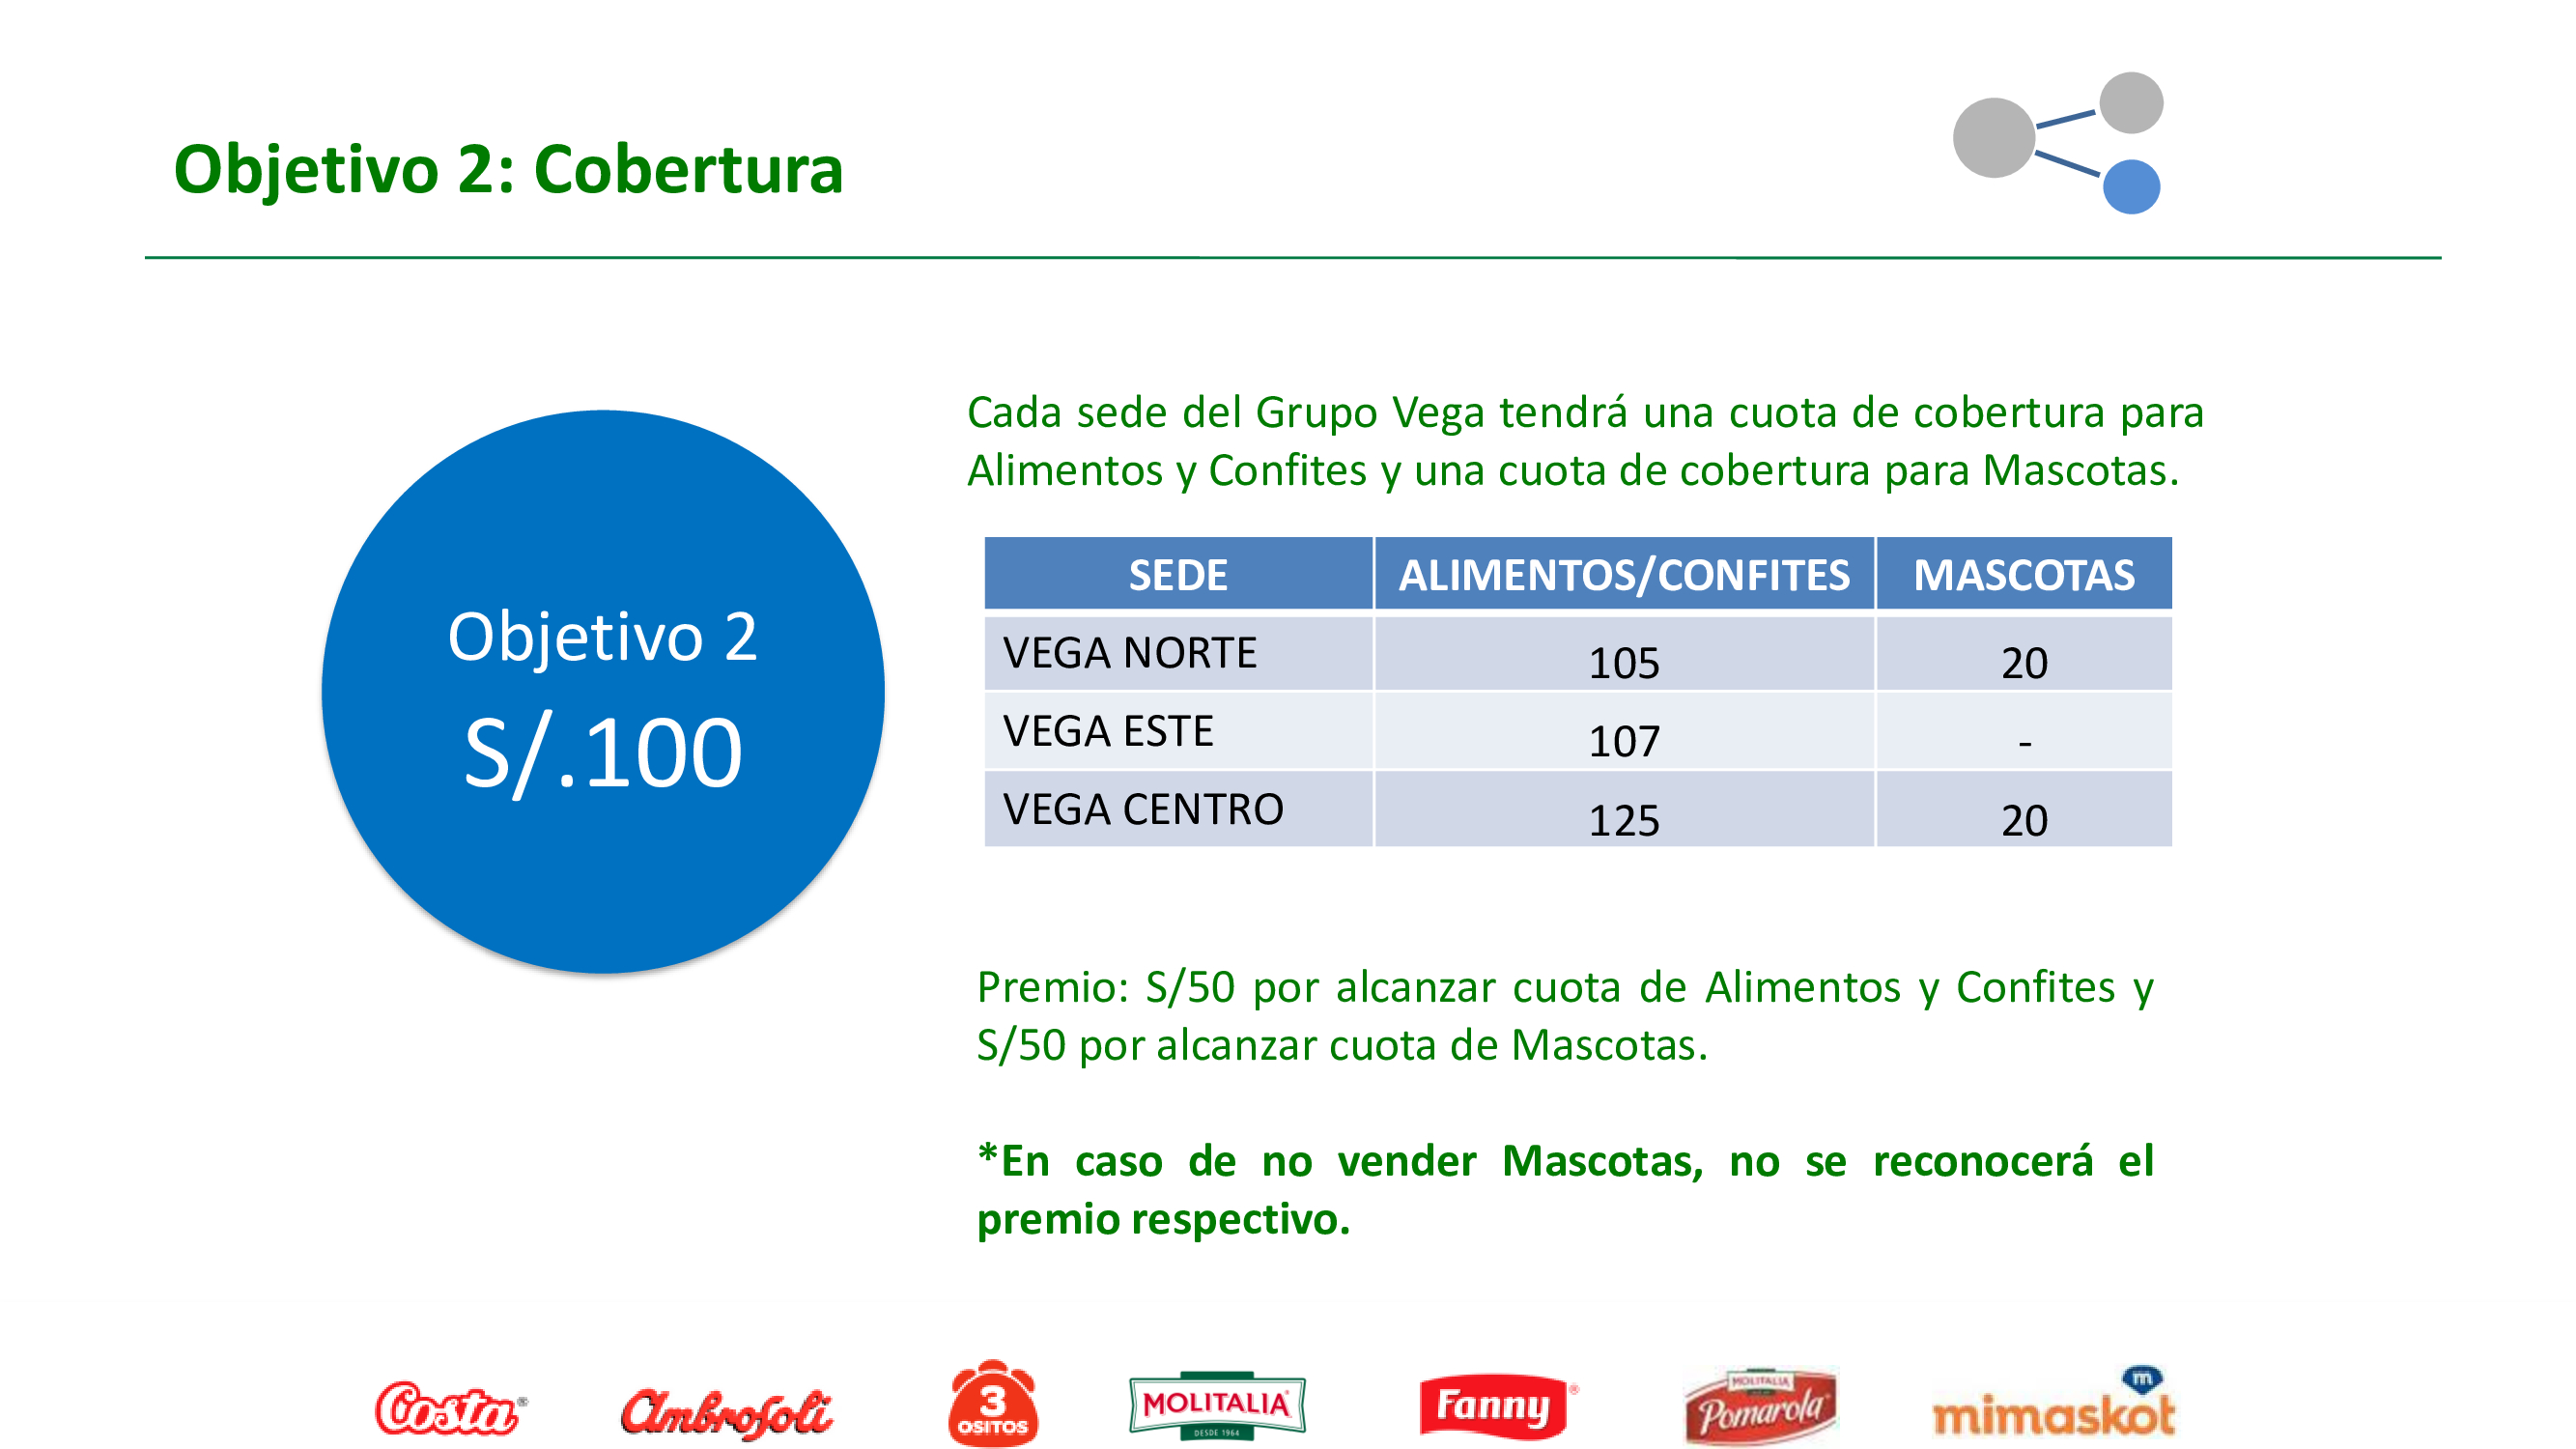 Objetivo 2: Cobertura
Objetivo 2
S/.100
Cada sede del Grupo Vega tendrá una cuota de cobertura para
Alimentos y Confites y una cuota de cobertura para Mascotas.
SEDE ALIMENTOS/CONFITES MASCOTAS
VEGA NORTE 105 20
VEGA ESTE 107 -
VEGA CENTRO 125 20
Premio: S/50 por alcanzar cuota de Alimentos y Confites y
S/50 por alcanzar cuota de Mascotas.
*En caso de no vender Mascotas, no se reconocerá el
premio respectivo.
Costa®
Ambrosoli
3
OSITOS
MOLITALIA
DESDE 1964
Fanny®
MOLITALIA
Pomarola
m
mimaskot